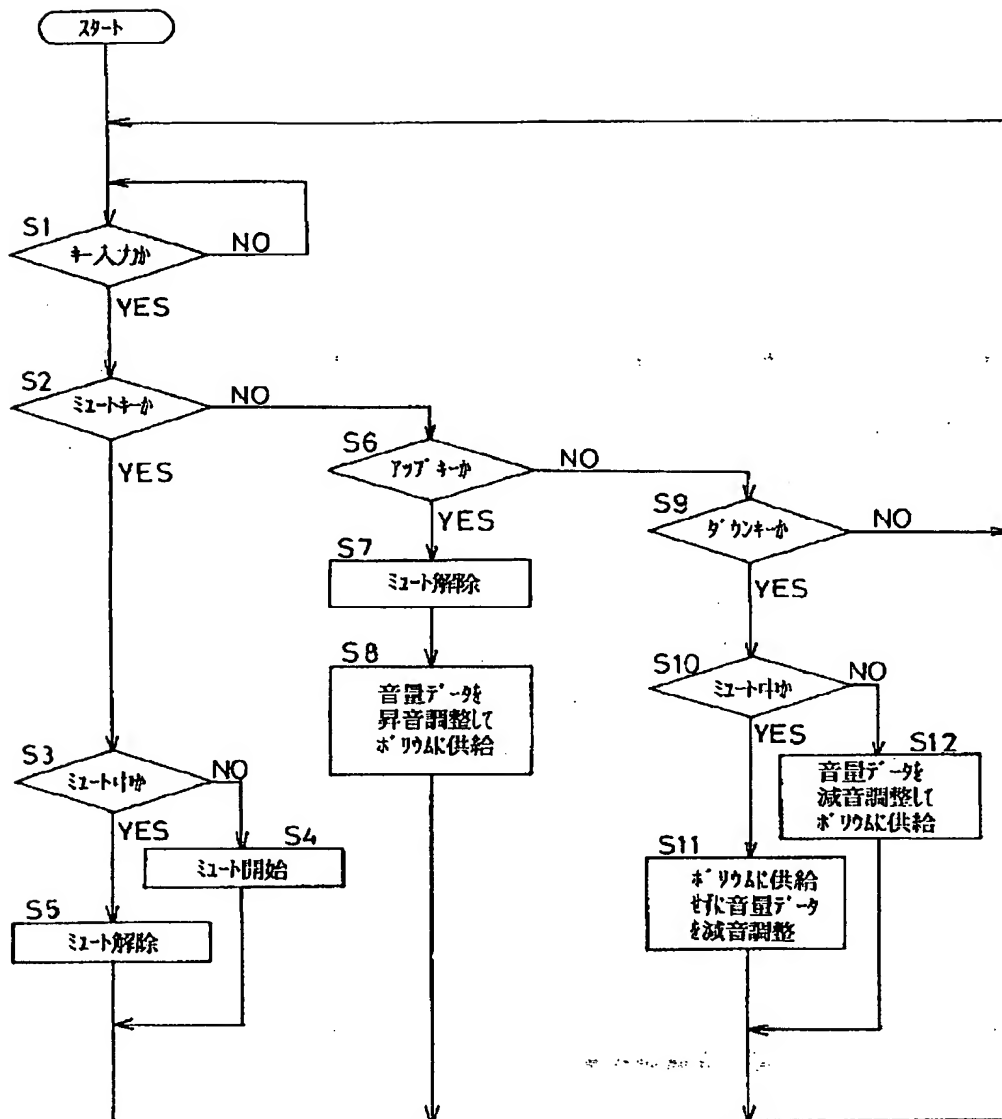 スタート
S1
キー入力か
NO
YES
S2
ミュートキーか
NO
YES
S6
アップキーか
NO
YES
S9
ダウンキーか
NO
YES
S7
ミュート解除
S8
音量データを
昇音調整して
ボリウムに供給
S10
ミュート中か
NO
YES
S12
音量データを
減音調整して
ボリウムに供給
S11
ボリウムに供給
せずに音量データ
を減音調整
S3
ミュート中か
NO
YES
S4
ミュート開始
S5
ミュート解除